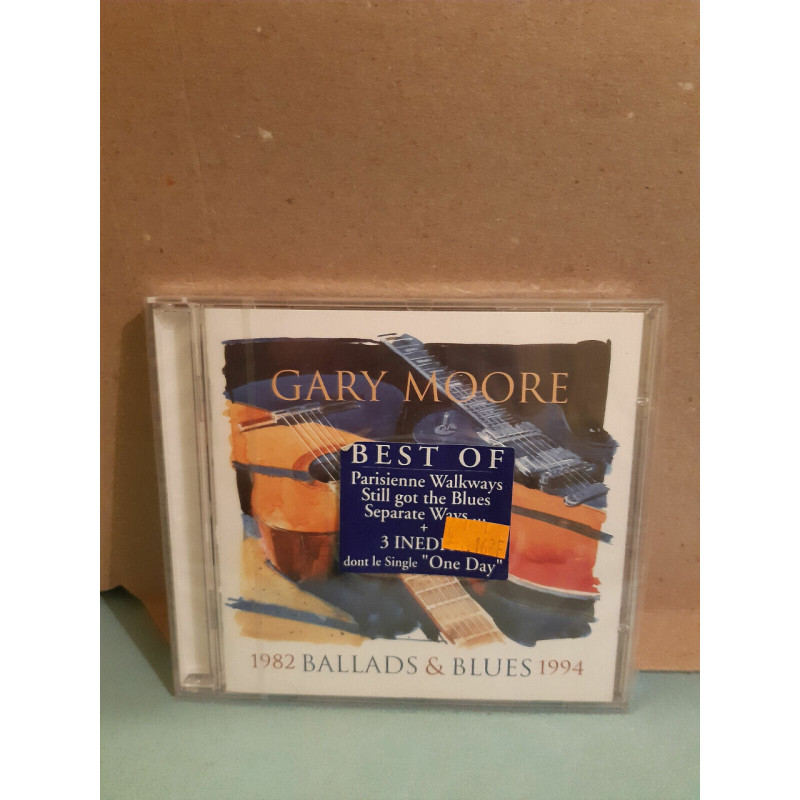 GARY MOORE
BEST OF
Parisienne Walkways
Still got the Blues
Separate Ways...
+
3 INEDI
dont le Single "One Day"
1982 BALLADS & BLUES 1994